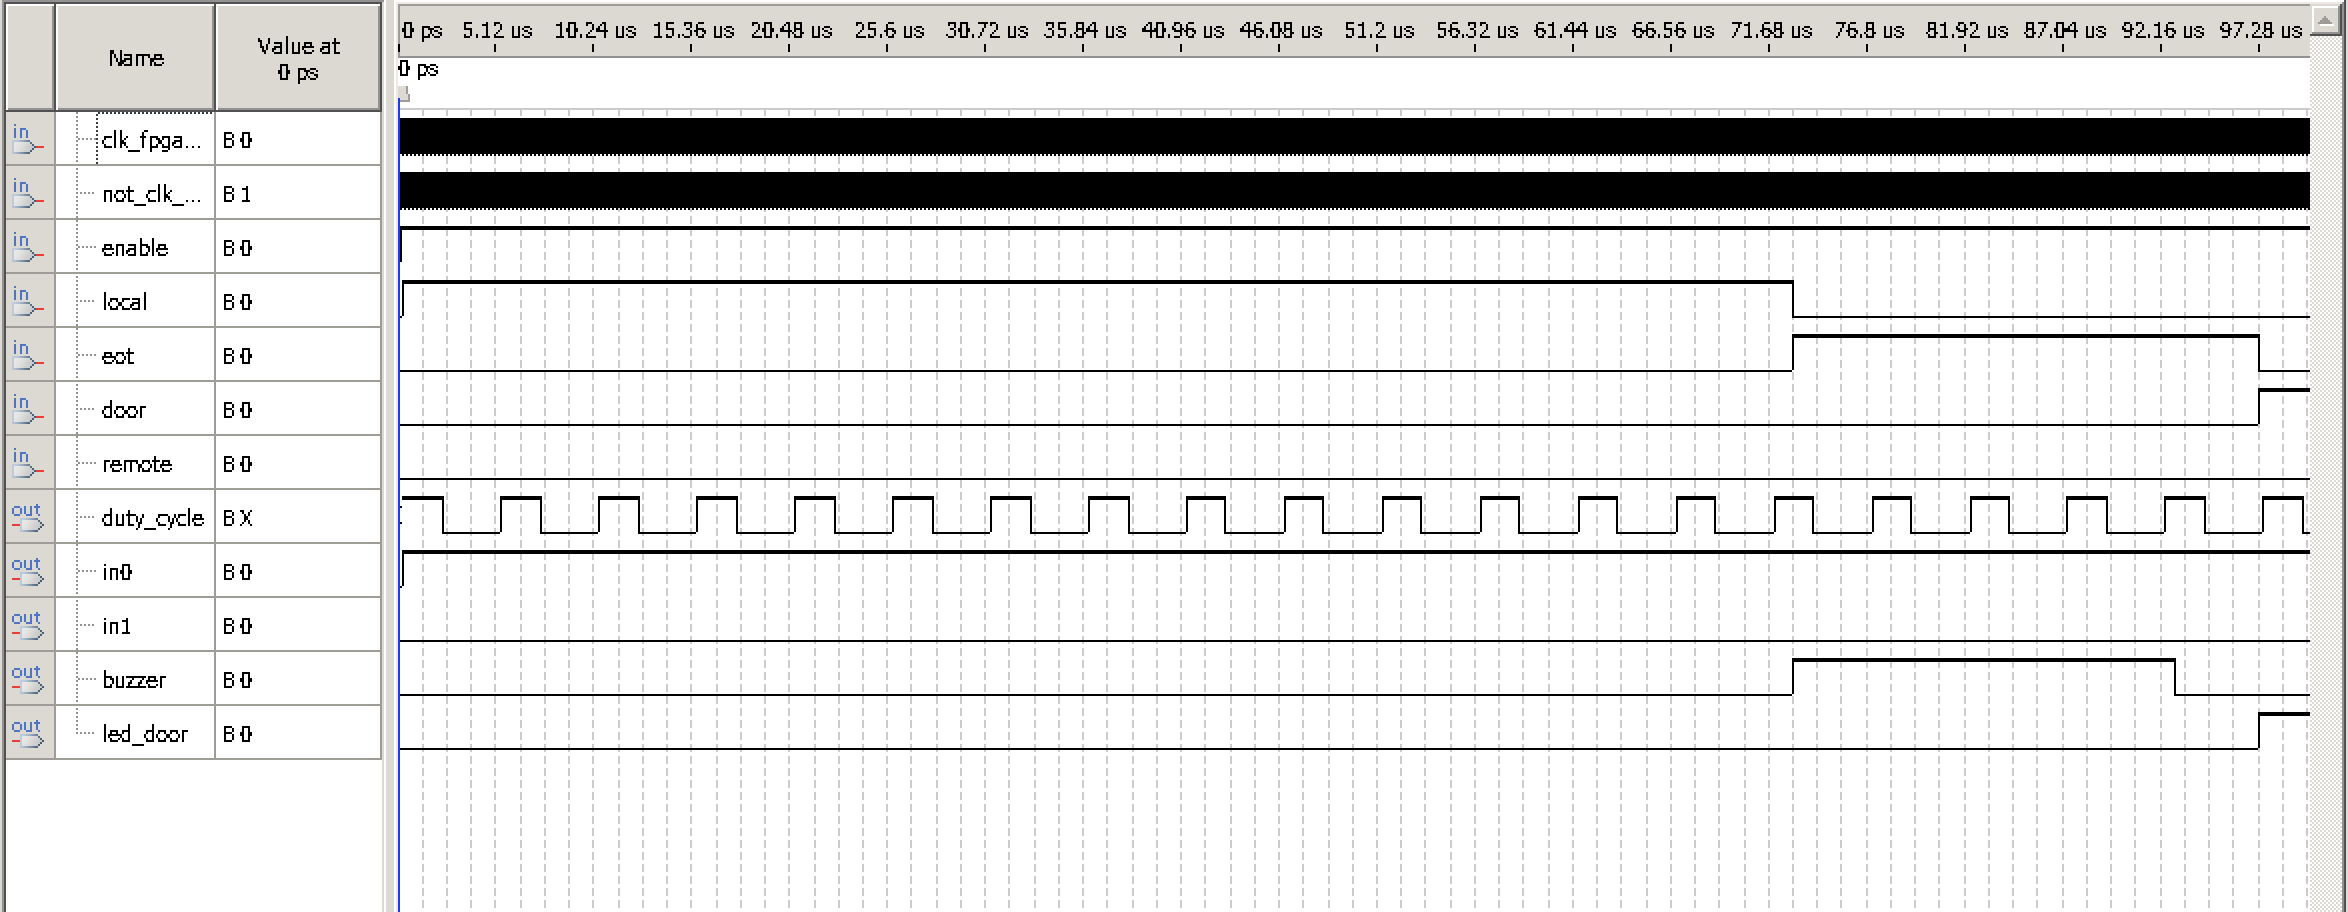 Name
Value at
0 ps
0 ps 5.12 us 10.24 us 15.36 us 20.48 us 25.6 us 30.72 us 35.84 us 40.96 us 46.08 us 51.2 us 56.32 us 61.44 us 66.56 us 71.68 us 76.8 us 81.92 us 87.04 us 92.16 us 97.28 us
0 ps
in clk_fpga... B 0
in not_clk_... B 1
in enable B 0
in local B 0
in eot B 0
in door B 0
in remote B 0
out duty_cycle B X
out in0 B 0
out in1 B 0
out buzzer B 0
out led_door B 0